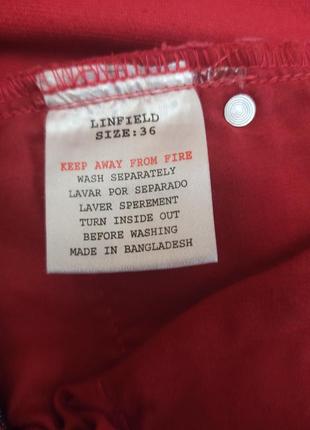 LINFIELD
SIZE:36
KEEP AWAY FROM FIRE
WASH SEPARATELY
LAVAR POR SEPARADO
LAVER SPEREMENT
TURN INSIDE OUT
BEFORE WASHING
MADE IN BANGLADESH